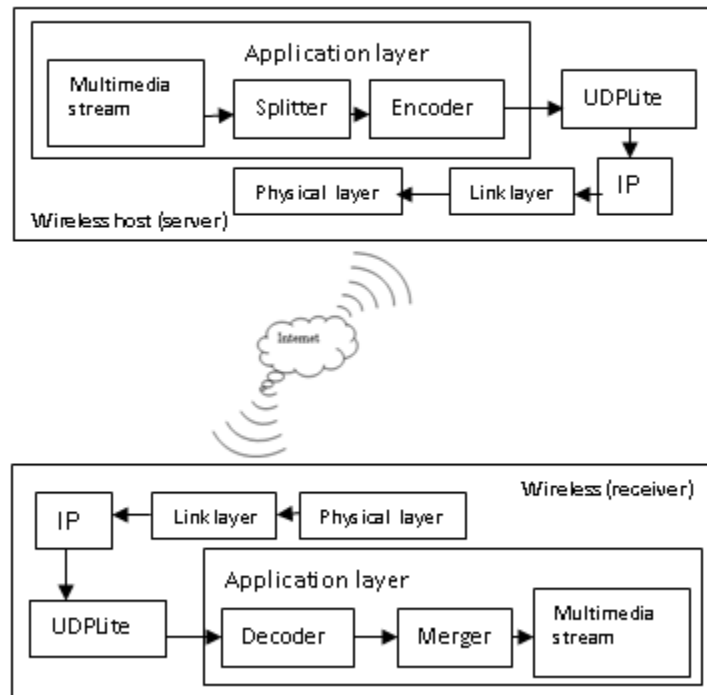 Application layer
Multimedia
stream
Splitter
Encoder
UDPLite
IP
Link layer
Physical layer
Wireless host (server)
Internet
Wireless (receiver)
IP
Link layer
Physical layer
Application layer
UDPLite
Decoder
Merger
Multimedia
stream